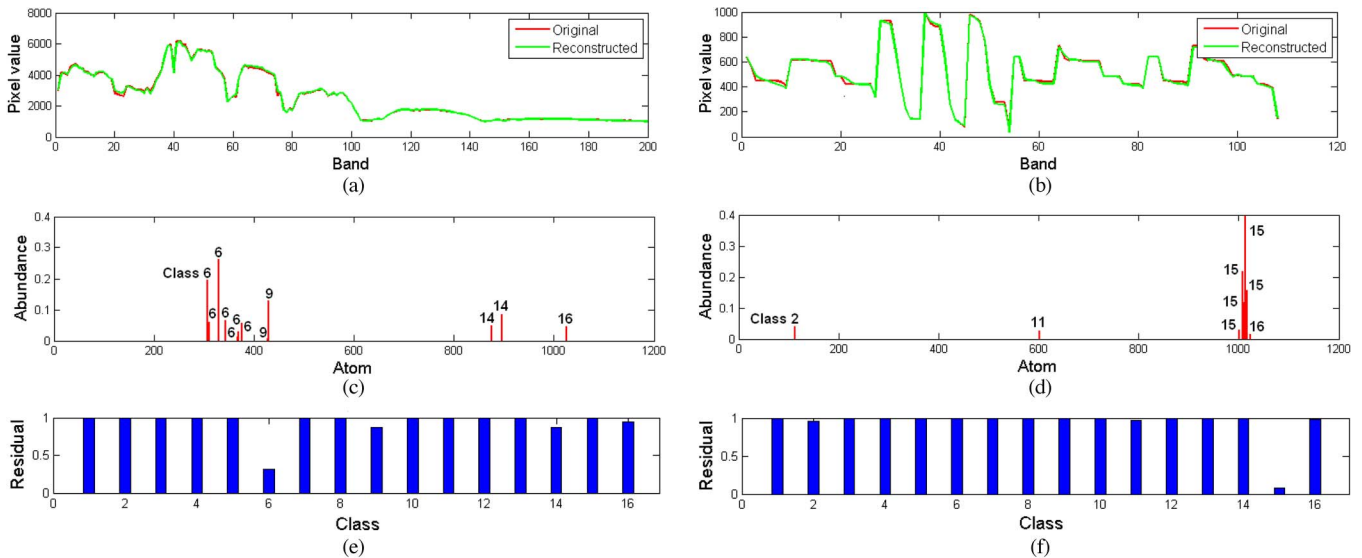 8000
6000
4000
2000
0
Pixel value
Original
Reconstructed
0 20 40 60 80 100 120 140 160 180 200
Band
(a)
1000
800
600
400
200
0
Pixel value
Original
Reconstructed
0 20 40 60 80 100 120
Band
(b)
0.4
0.3
0.2
0.1
0
Abundance
Class 6
6
6
6
6
6
6
9
9
14
14
16
0 200 400 600 800 1000 1200
Atom
(c)
0.4
0.3
0.2
0.1
0
Abundance
Class 2
11
15
15
15
15
15
16
0 200 400 600 800 1000 1200
Atom
(d)
1
0.5
0
Residual
0 2 4 6 8 10 12 14 16
Class
(e)
1
0.5
0
Residual
0 2 4 6 8 10 12 14 16
Class
(f)